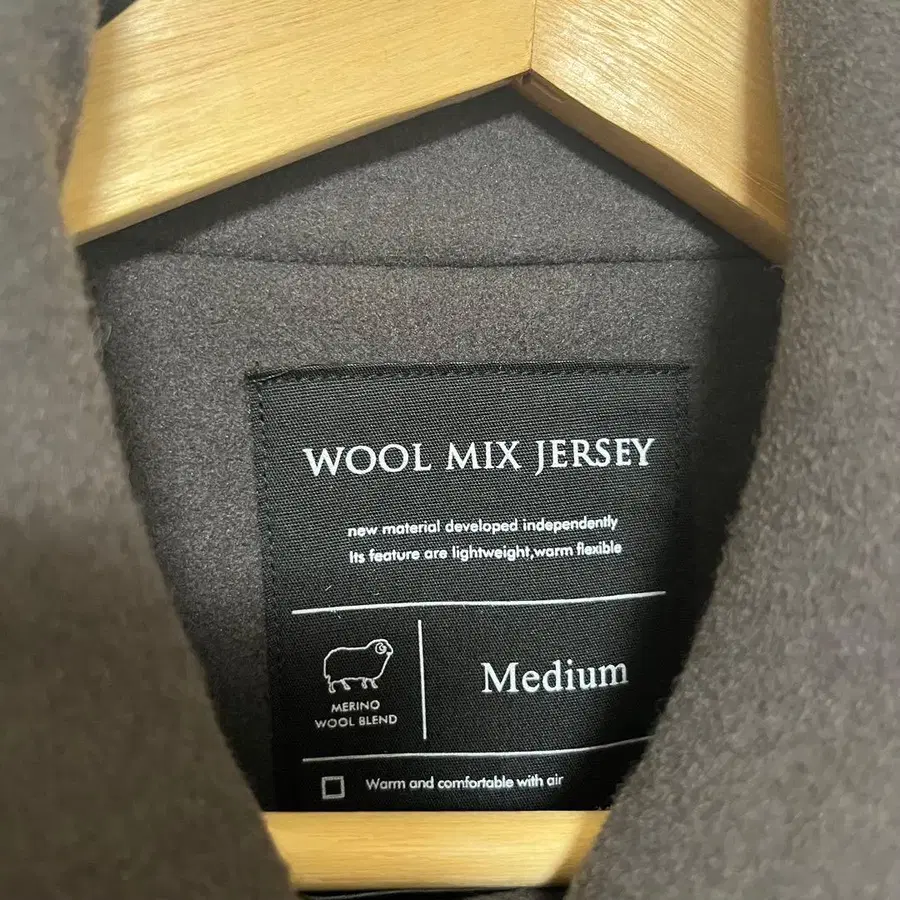 WOOL MIX JERSEY
new material developed independently
Its feature are lightweight,warm flexible
MERINO
WOOL BLEND
Medium
Warm and comfortable with air